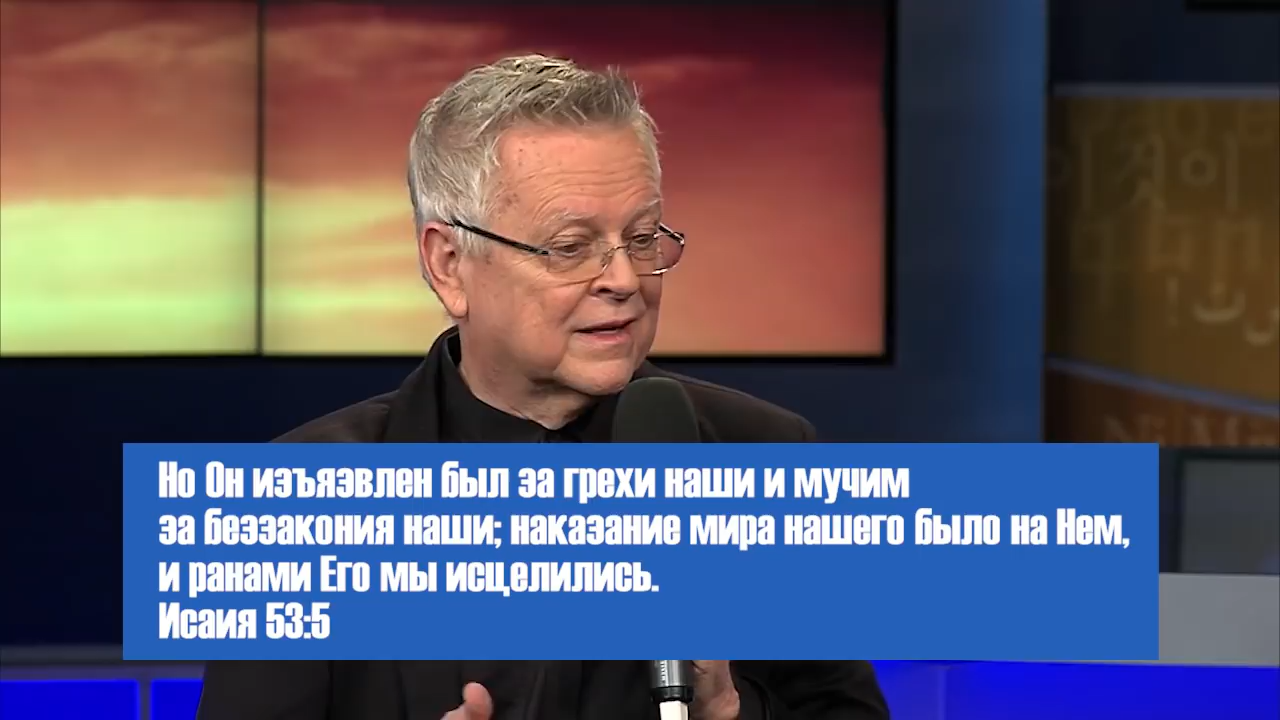 Но Он изъязвлен был за грехи наши и мучим
за беззакония наши; наказание мира нашего было на Нем,
и ранами Его мы исцелились.
Исаия 53:5